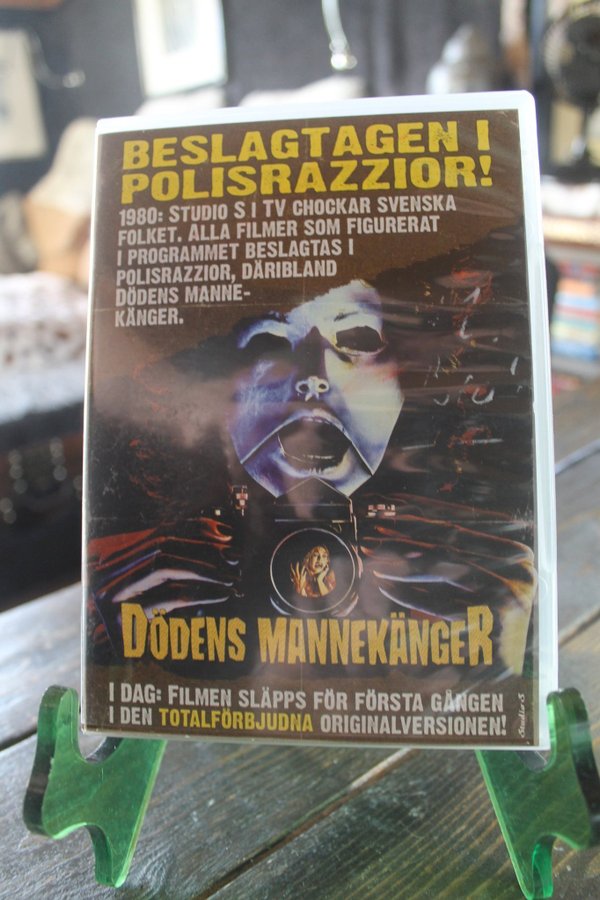 BESLAGTAGEN I
POLISRAZZIOR!
1980: STUDIO S I TV CHOCKAR SVENSKA
FOLKET. ALLA FILMER SOM FIGURERAT
I PROGRAMMET BESLAGTAS I
POLISRAZZIOR, DÄRIBLAND
DÖDENS MANNE-
KÄNGER.
DÖDENS MANNEKÄNGER
I DAG: FILMEN SLÄPPS FÖR FÖRSTA GÅNGEN
I DEN TOTALFÖRBJUDNA ORIGINALVERSIONEN!